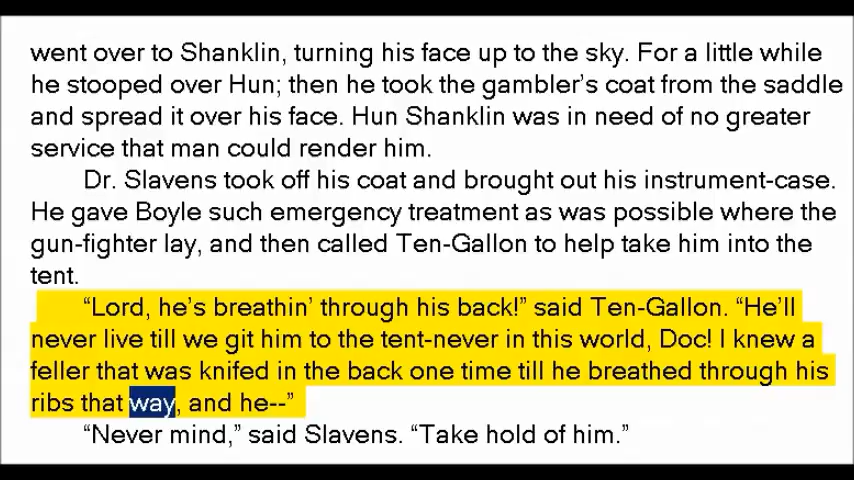 went over to Shanklin, turning his face up to the sky. For a little while
he stooped over Hun; then he took the gambler’s coat from the saddle
and spread it over his face. Hun Shanklin was in need of no greater
service that man could render him.
Dr. Slavens took off his coat and brought out his instrument-case.
He gave Boyle such emergency treatment as was possible where the
gun-fighter lay, and then called Ten-Gallon to help take him into the
tent.
“Lord, he’s breathin’ through his back!” said Ten-Gallon. “He’ll
never live till we git him to the tent-never in this world, Doc! I knew a
feller that was knifed in the back one time till he breathed through his
ribs that way, and he--”
“Never mind,” said Slavens. “Take hold of him.”